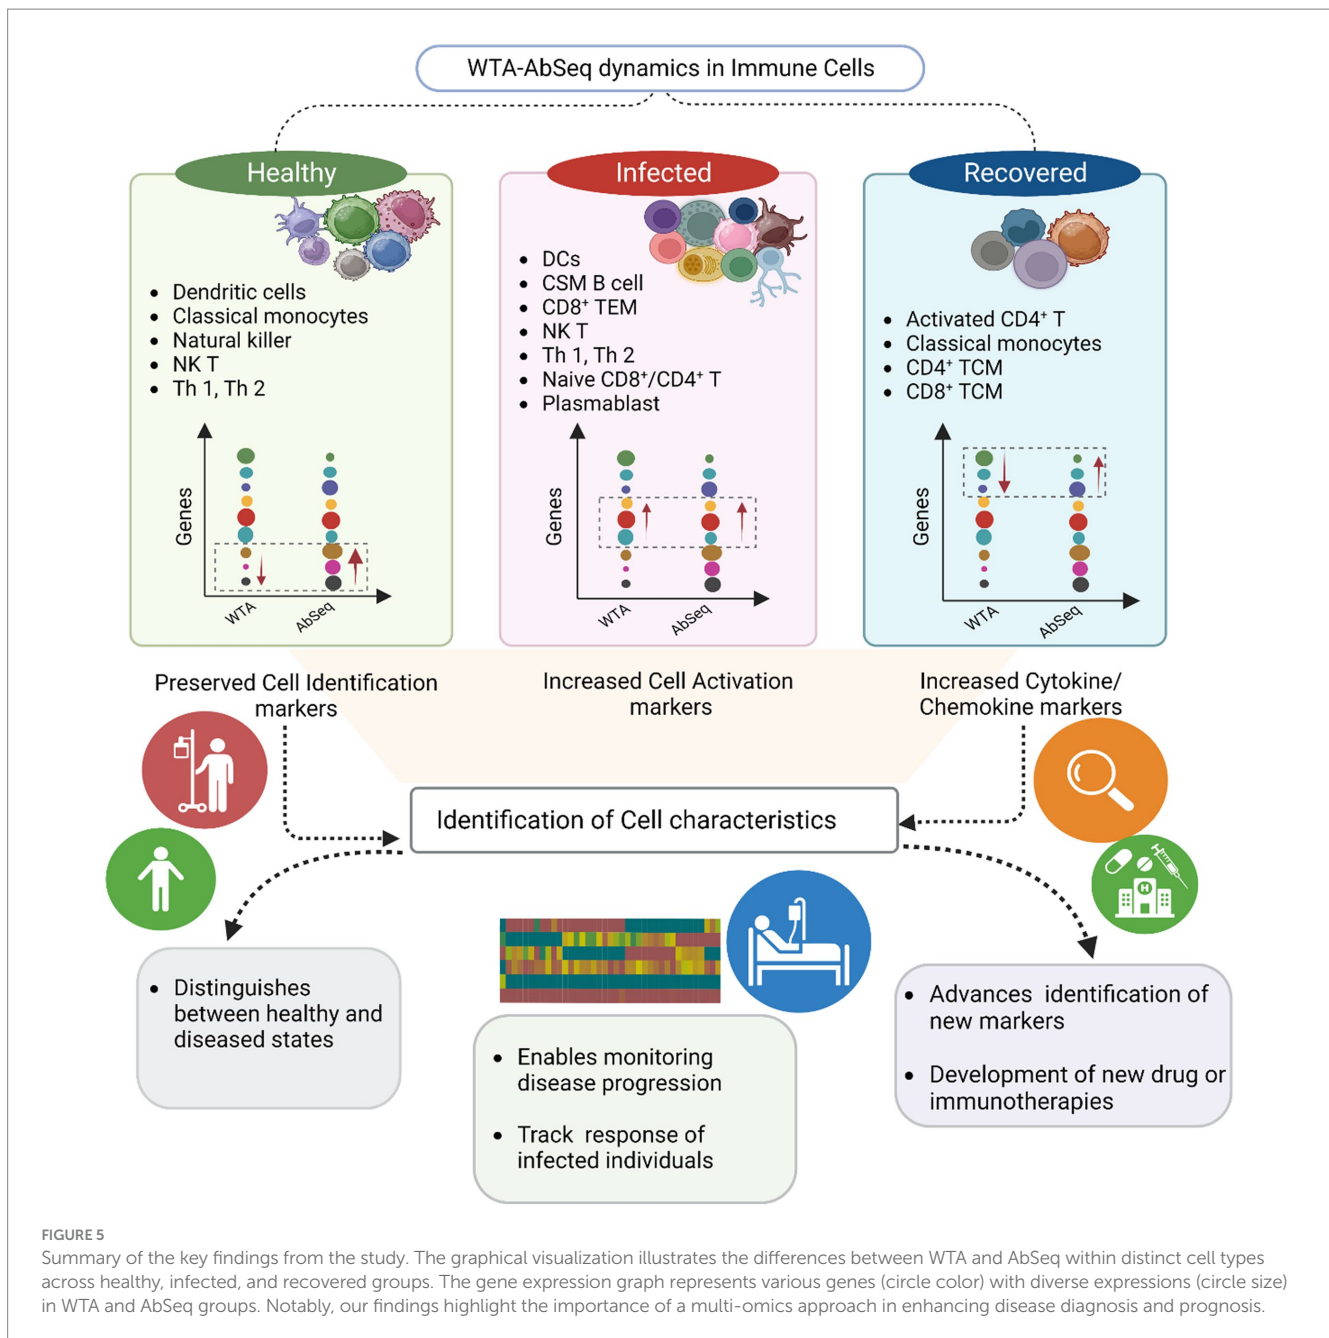 WTA-AbSeq dynamics in Immune Cells
Healthy
• Dendritic cells
• Classical monocytes
• Natural killer
• NK T
• Th 1, Th 2
Genes
WTA
AbSeq
Infected
• DCs
• CSM B cell
• CD8⁺ TEM
• NK T
• Th 1, Th 2
• Naive CD8⁺/CD4⁺ T
• Plasmablast
Genes
WTA
AbSeq
Recovered
• Activated CD4⁺ T
• Classical monocytes
• CD4⁺ TCM
• CD8⁺ TCM
Genes
WTA
AbSeq
Preserved Cell Identification
markers
Increased Cell Activation
markers
Increased Cytokine/
Chemokine markers
Identification of Cell characteristics
H
• Distinguishes
between healthy and
diseased states
• Enables monitoring
disease progression
• Track response of
infected individuals
• Advances identification of
new markers
• Development of new drug or
immunotherapies
FIGURE 5
Summary of the key findings from the study. The graphical visualization illustrates the differences between WTA and AbSeq within distinct cell types
across healthy, infected, and recovered groups. The gene expression graph represents various genes (circle color) with diverse expressions (circle size)
in WTA and AbSeq groups. Notably, our findings highlight the importance of a multi-omics approach in enhancing disease diagnosis and prognosis.